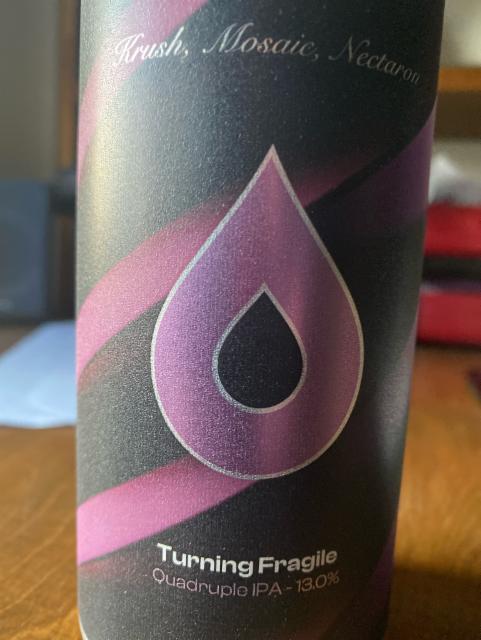 Krush, Mosaic, Nectaron
Turning Fragile
Quadruple IPA - 13.0%